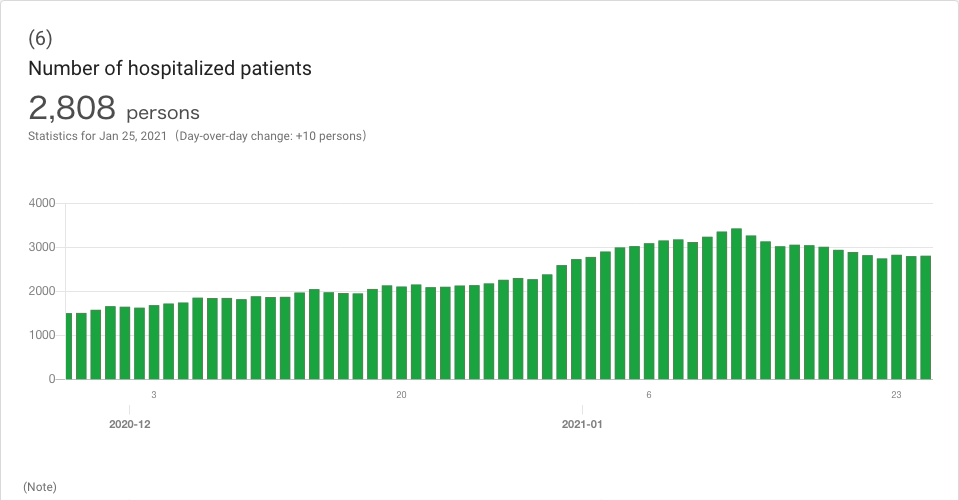 (6)
Number of hospitalized patients
2,808 persons
Statistics for Jan 25, 2021（Day-over-day change: +10 persons）
4000
3000
2000
1000
0
3 20 6 23
2020-12 2021-01
(Note)